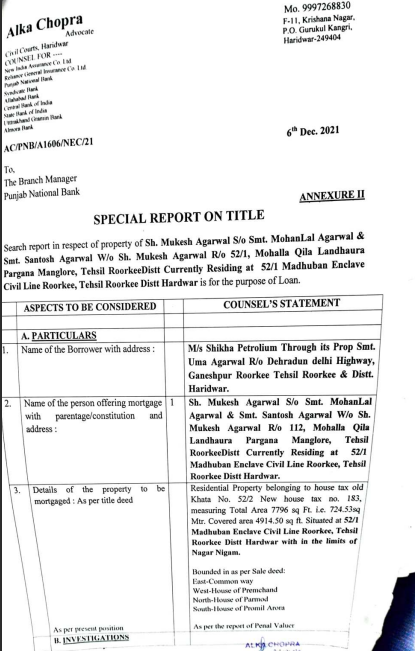 Alka Chopra
Advocate
Civil Courts, Haridwar
COUNSEL FOR ----
New India Assurance Co. Ltd
Reliance General Insurance Co. Ltd
Punjab National Bank
Syndicate Bank
Allahabad Bank
Central Bank of India
State Bank of India
Uttrakhand Gramin Bank
Almora Bank
Mo. 9997268830
F-11, Krishana Nagar,
P.O. Gurukul Kangri,
Haridwar-249404
6th Dec. 2021
AC/PNB/A1606/NEC/21
To,
The Branch Manager
Punjab National Bank
ANNEXURE II
SPECIAL REPORT ON TITLE
Search report in respect of property of Sh. Mukesh Agarwal S/o Smt. MohanLal Agarwal &
Smt. Santosh Agarwal W/o Sh. Mukesh Agarwal R/o 52/1, Mohalla Qila Landhaura
Pargana Manglore, Tehsil RoorkeeDistt Currently Residing at 52/1 Madhuban Enclave
Civil Line Roorkee, Tehsil Roorkee Distt Hardwar is for the purpose of Loan.
ASPECTS TO BE CONSIDERED
COUNSEL'S STATEMENT
A. PARTICULARS
1. Name of the Borrower with address :
M/s Shikha Petrolium Through its Prop Smt.
Uma Agarwal R/o Dehradun delhi Highway,
Ganeshpur Roorkee Tehsil Roorkee & Distt.
Haridwar.
2. Name of the person offering mortgage
with parentage/constitution and
address :
1 Sh. Mukesh Agarwal S/o Smt. MohanLal
Agarwal & Smt. Santosh Agarwal W/o Sh.
Mukesh Agarwal R/o 112, Mohalla Qila
Landhaura Pargana Manglore, Tehsil
RoorkeeDistt Currently Residing at 52/1
Madhuban Enclave Civil Line Roorkee, Tehsil
Roorkee Distt Hardwar.
3. Details of the property to be
mortgaged : As per title deed
Residential Property belonging to house tax old
Khata No. 52/2 New house tax no. 183,
measuring Total Area 7796 sq Ft. i.e. 724.53sq
Mtr. Covered area 4914.50 sq ft. Situated at 52/1
Madhuban Enclave Civil Line Roorkee, Tehsil
Roorkee Distt Hardwar with in the limits of
Nagar Nigam.
Bounded in as per Sale deed:
East-Common way
West-House of Premchand
North-House of Parmod
South-House of Promil Arora
As per present position
As per the report of Penal Valuer
B. INVESTIGATIONS
ALKA CHOPRA